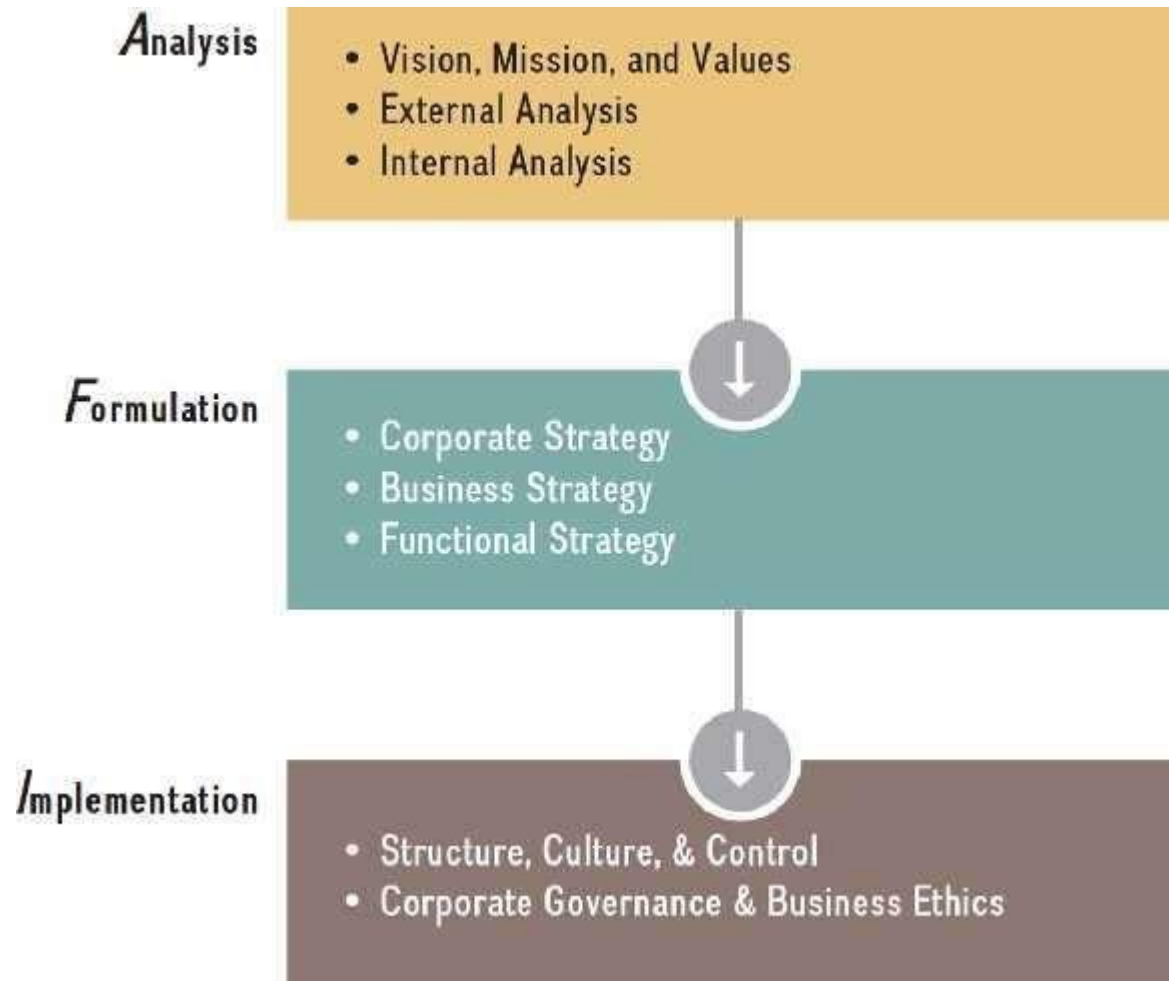 Analysis
• Vision, Mission, and Values
• External Analysis
• Internal Analysis
Formulation
• Corporate Strategy
• Business Strategy
• Functional Strategy
Implementation
• Structure, Culture, & Control
• Corporate Governance & Business Ethics